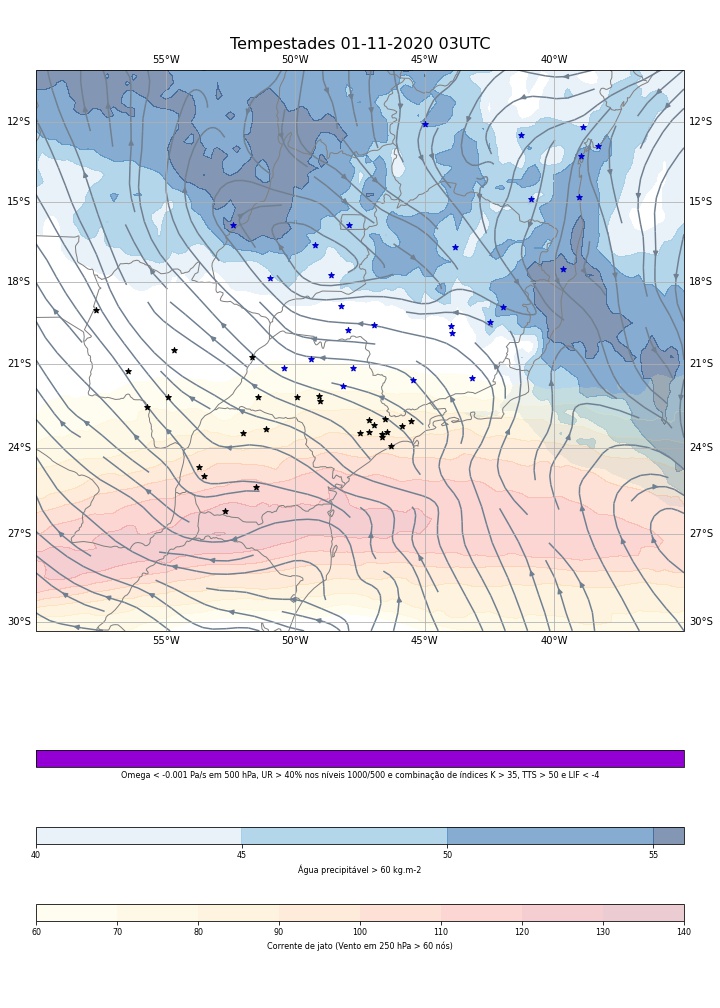 Tempestades 01-11-2020 03UTC
55°W 50°W 45°W 40°W
12°S 12°S
15°S 15°S
18°S 18°S
21°S 21°S
24°S 24°S
27°S 27°S
30°S 30°S
55°W 50°W 45°W 40°W
Omega < -0.001 Pa/s em 500 hPa, UR > 40% nos níveis 1000/500 e combinação de índices K > 35, TTS > 50 e LIF < -4
40 45 50 55
Água precipitável > 60 kg.m-2
60 70 80 90 100 110 120 130 140
Corrente de jato (Vento em 250 hPa > 60 nós)